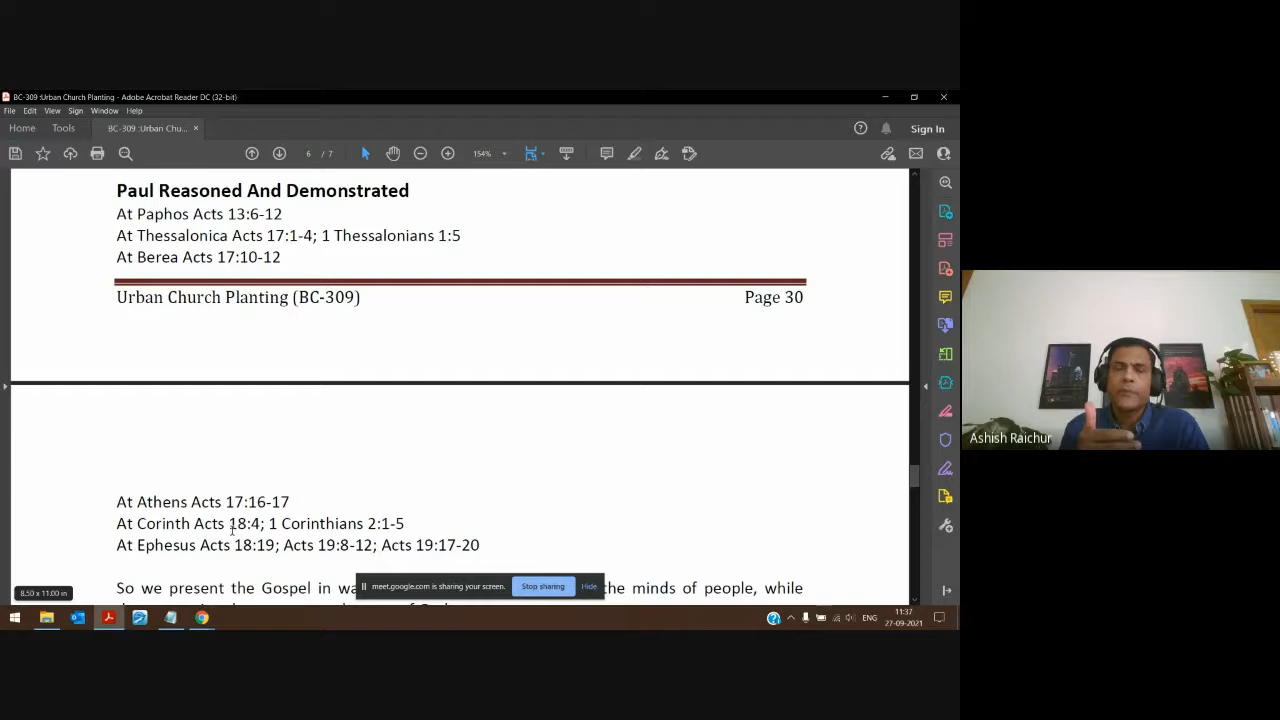 BC-309 :Urban Church Planting - Adobe Acrobat Reader DC (32-bit)
File Edit View Sign Window Help
Home Tools BC-309 :Urban Chu... × Sign In
6 / 7 154%
Paul Reasoned And Demonstrated
At Paphos Acts 13:6-12
At Thessalonica Acts 17:1-4; 1 Thessalonians 1:5
At Berea Acts 17:10-12
Urban Church Planting (BC-309) Page 30
At Athens Acts 17:16-17
At Corinth Acts 18:4; 1 Corinthians 2:1-5
At Ephesus Acts 18:19; Acts 19:8-12; Acts 19:17-20
So we present the Gospel in the minds of people, while
meet.google.com is sharing your screen. Stop sharing Hide
8.50 x 11.00 in
ENG 11:37
27-09-2021
Ashish Raichur